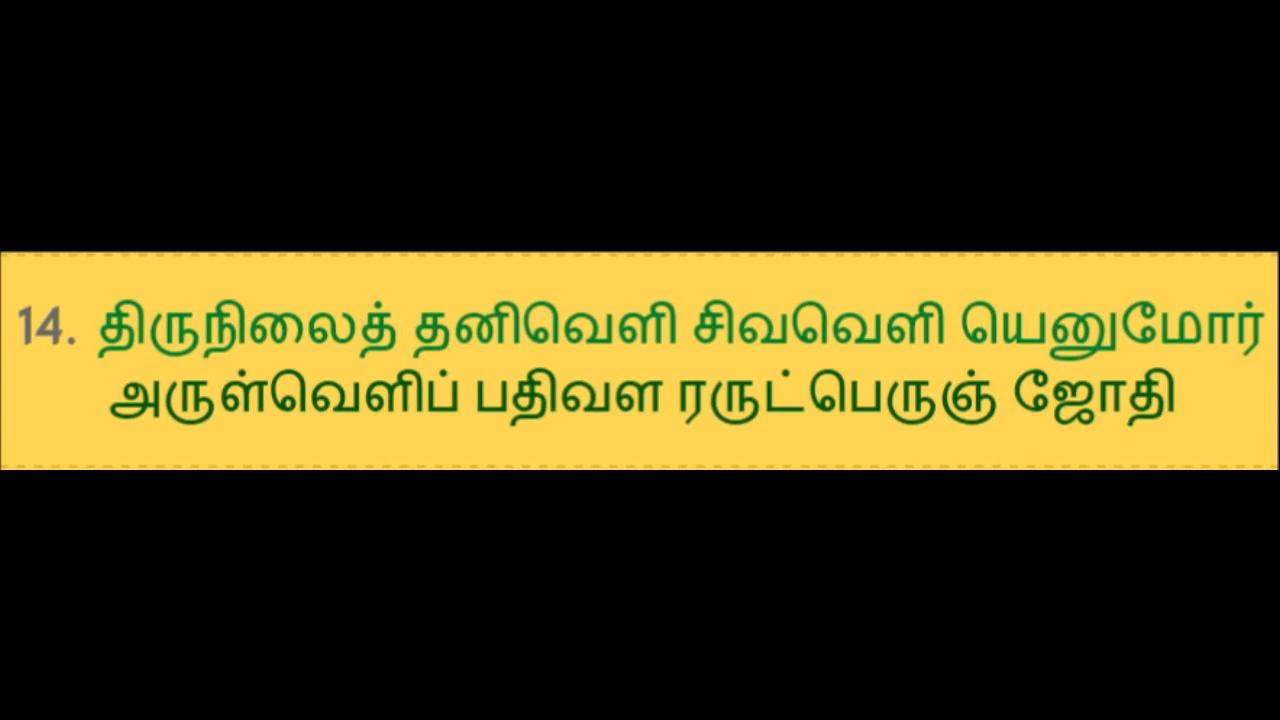 14. திருநிலைத் தனிவெளி சிவவெளி யெனுமோர்
அருள்வெளிப் பதிவள ரருட்பெருஞ் ஜோதி